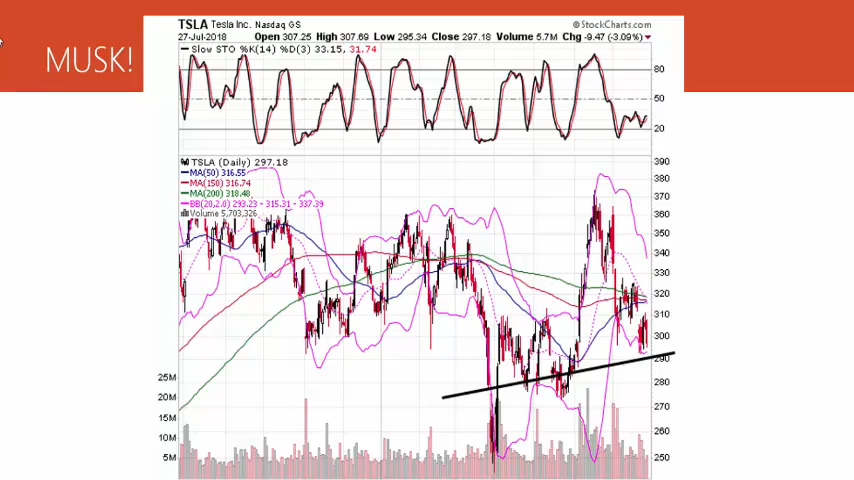 MUSK!
TSLA Tesla Inc. Nasdaq GS
© StockCharts.com
27-Jul-2018 Open 307.25 High 307.69 Low 295.34 Close 297.18 Volume 5.7M Chg -9.47 (-3.09%)
Slow STO %K(14) %D(3) 33.15, 31.74
80
50
20
TSLA (Daily) 297.18
MA(50) 316.55
MA(150) 316.74
MA(200) 318.48
BB(20,2.0) 293.23 - 315.31 - 337.39
Volume 5,703,326
390
380
370
360
350
340
330
320
310
300
290
280
270
260
250
25M
20M
15M
10M
5M